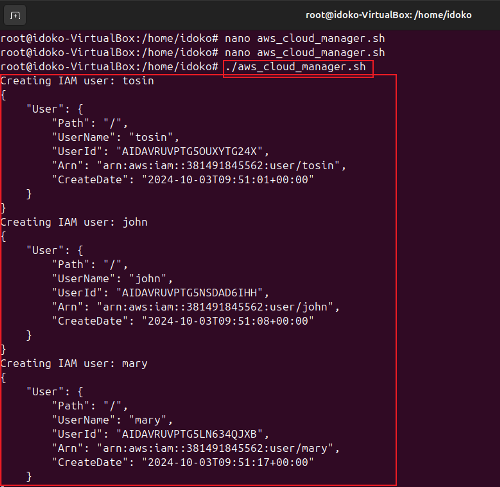 root@idoko-VirtualBox: /home/idoko
root@idoko-VirtualBox:/home/idoko# nano aws_cloud_manager.sh
root@idoko-VirtualBox:/home/idoko# nano aws_cloud_manager.sh
root@idoko-VirtualBox:/home/idoko# ./aws_cloud_manager.sh
Creating IAM user: tosin
{
    "User": {
        "Path": "/",
        "UserName": "tosin",
        "UserId": "AIDAVRUVPTG5OUXYTG24X",
        "Arn": "arn:aws:iam::381491845562:user/tosin",
        "CreateDate": "2024-10-03T09:51:01+00:00"
    }
}
Creating IAM user: john
{
    "User": {
        "Path": "/",
        "UserName": "john",
        "UserId": "AIDAVRUVPTG5NSDAD6IHH",
        "Arn": "arn:aws:iam::381491845562:user/john",
        "CreateDate": "2024-10-03T09:51:08+00:00"
    }
}
Creating IAM user: mary
{
    "User": {
        "Path": "/",
        "UserName": "mary",
        "UserId": "AIDAVRUVPTG5LN634QJXB",
        "Arn": "arn:aws:iam::381491845562:user/mary",
        "CreateDate": "2024-10-03T09:51:17+00:00"
    }